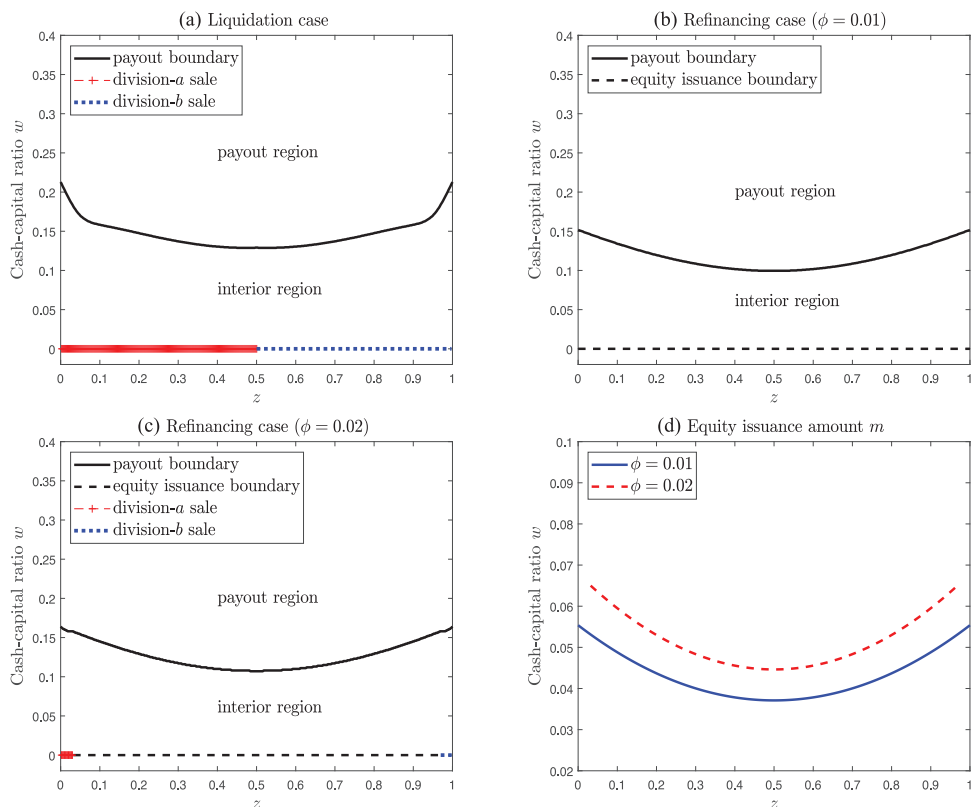 (a) Liquidation case
0.4
0.35
0.3
0.25
0.2
0.15
0.1
0.05
0
Cash-capital ratio w
payout boundary
division-a sale
division-b sale
payout region
interior region
0 0.1 0.2 0.3 0.4 0.5 0.6 0.7 0.8 0.9 1
z
(b) Refinancing case (ϕ = 0.01)
0.4
0.35
0.3
0.25
0.2
0.15
0.1
0.05
0
Cash-capital ratio w
payout boundary
equity issuance boundary
payout region
interior region
0 0.1 0.2 0.3 0.4 0.5 0.6 0.7 0.8 0.9 1
z
(c) Refinancing case (ϕ = 0.02)
0.4
0.35
0.3
0.25
0.2
0.15
0.1
0.05
0
Cash-capital ratio w
payout boundary
equity issuance boundary
division-a sale
division-b sale
payout region
interior region
0 0.1 0.2 0.3 0.4 0.5 0.6 0.7 0.8 0.9 1
z
(d) Equity issuance amount m
0.1
0.09
0.08
0.07
0.06
0.05
0.04
0.03
0.02
Cash-capital ratio w
ϕ = 0.01
ϕ = 0.02
0 0.1 0.2 0.3 0.4 0.5 0.6 0.7 0.8 0.9 1
z